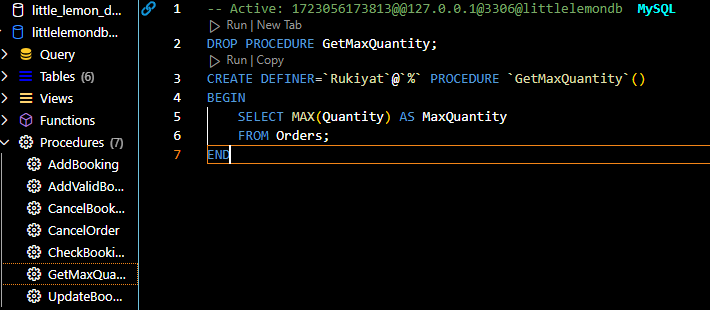 little_lemon_d...
littlelemondb...
Query
Tables (6)
Views
Functions
Procedures (7)
AddBooking
AddValidBo...
CancelBook...
CancelOrder
CheckBooki...
GetMaxQua...
UpdateBoo...
1 -- Active: 1723056173813@@127.0.0.1@3306@littlelemondb MySQL
Run | New Tab
2 DROP PROCEDURE GetMaxQuantity;
Run | Copy
3 CREATE DEFINER=`Rukiyat`@`%` PROCEDURE `GetMaxQuantity`()
4 BEGIN
5 SELECT MAX(Quantity) AS MaxQuantity
6 FROM Orders;
7 END